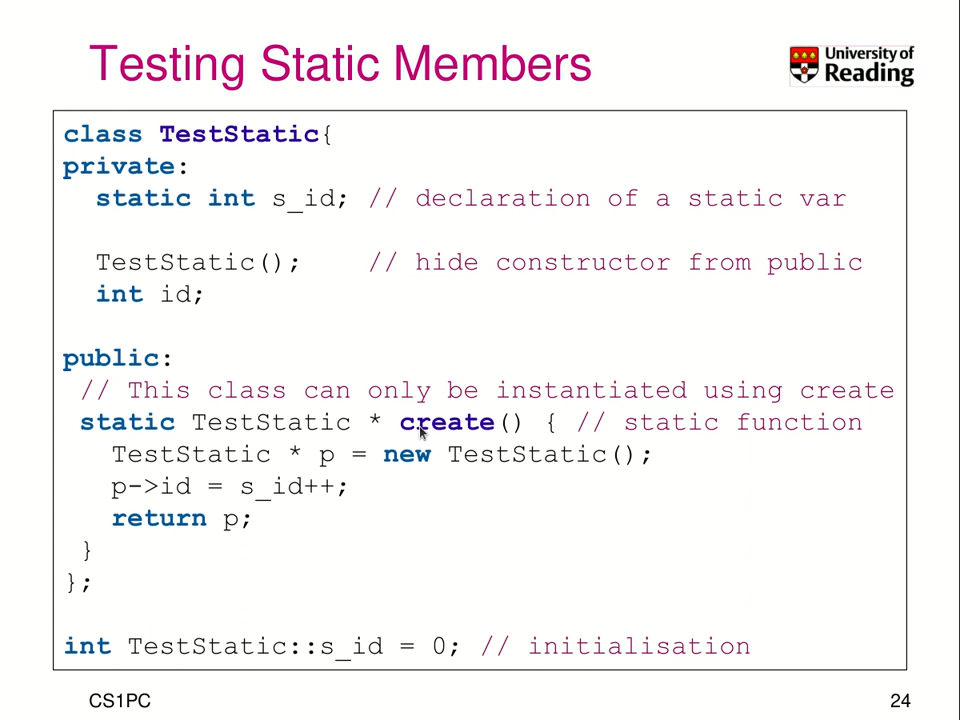 Testing Static Members
University of
Reading
class TestStatic{
private:
  static int s_id; // declaration of a static var

  TestStatic();    // hide constructor from public
  int id;

public:
 // This class can only be instantiated using create
 static TestStatic * create() { // static function
   TestStatic * p = new TestStatic();
   p->id = s_id++;
   return p;
 }
};

int TestStatic::s_id = 0; // initialisation
CS1PC
24